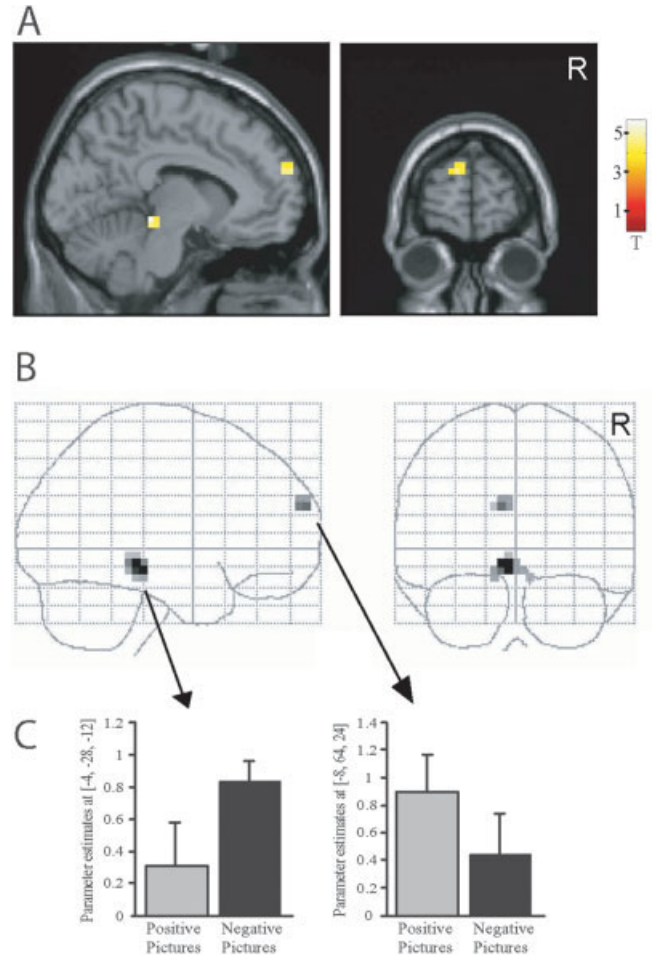 A
R
5
3
1
T
B
R
C
Parameter estimates at [-4, -28, -12]
1.2
1
0.8
0.6
0.4
0.2
0
Positive
Pictures
Negative
Pictures
Parameter estimates at [-8, 64, 24]
1.4
1.2
1
0.8
0.6
0.4
0.2
0
Positive
Pictures
Negative
Pictures